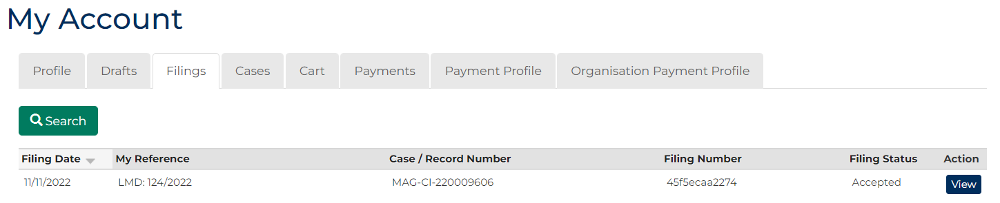 My Account
Profile Drafts Filings Cases Cart Payments Payment Profile Organisation Payment Profile
Search
Filing Date My Reference Case / Record Number Filing Number Filing Status Action
11/11/2022 LMD: 124/2022 MAG-CI-220009606 45f5ecaa2274 Accepted View